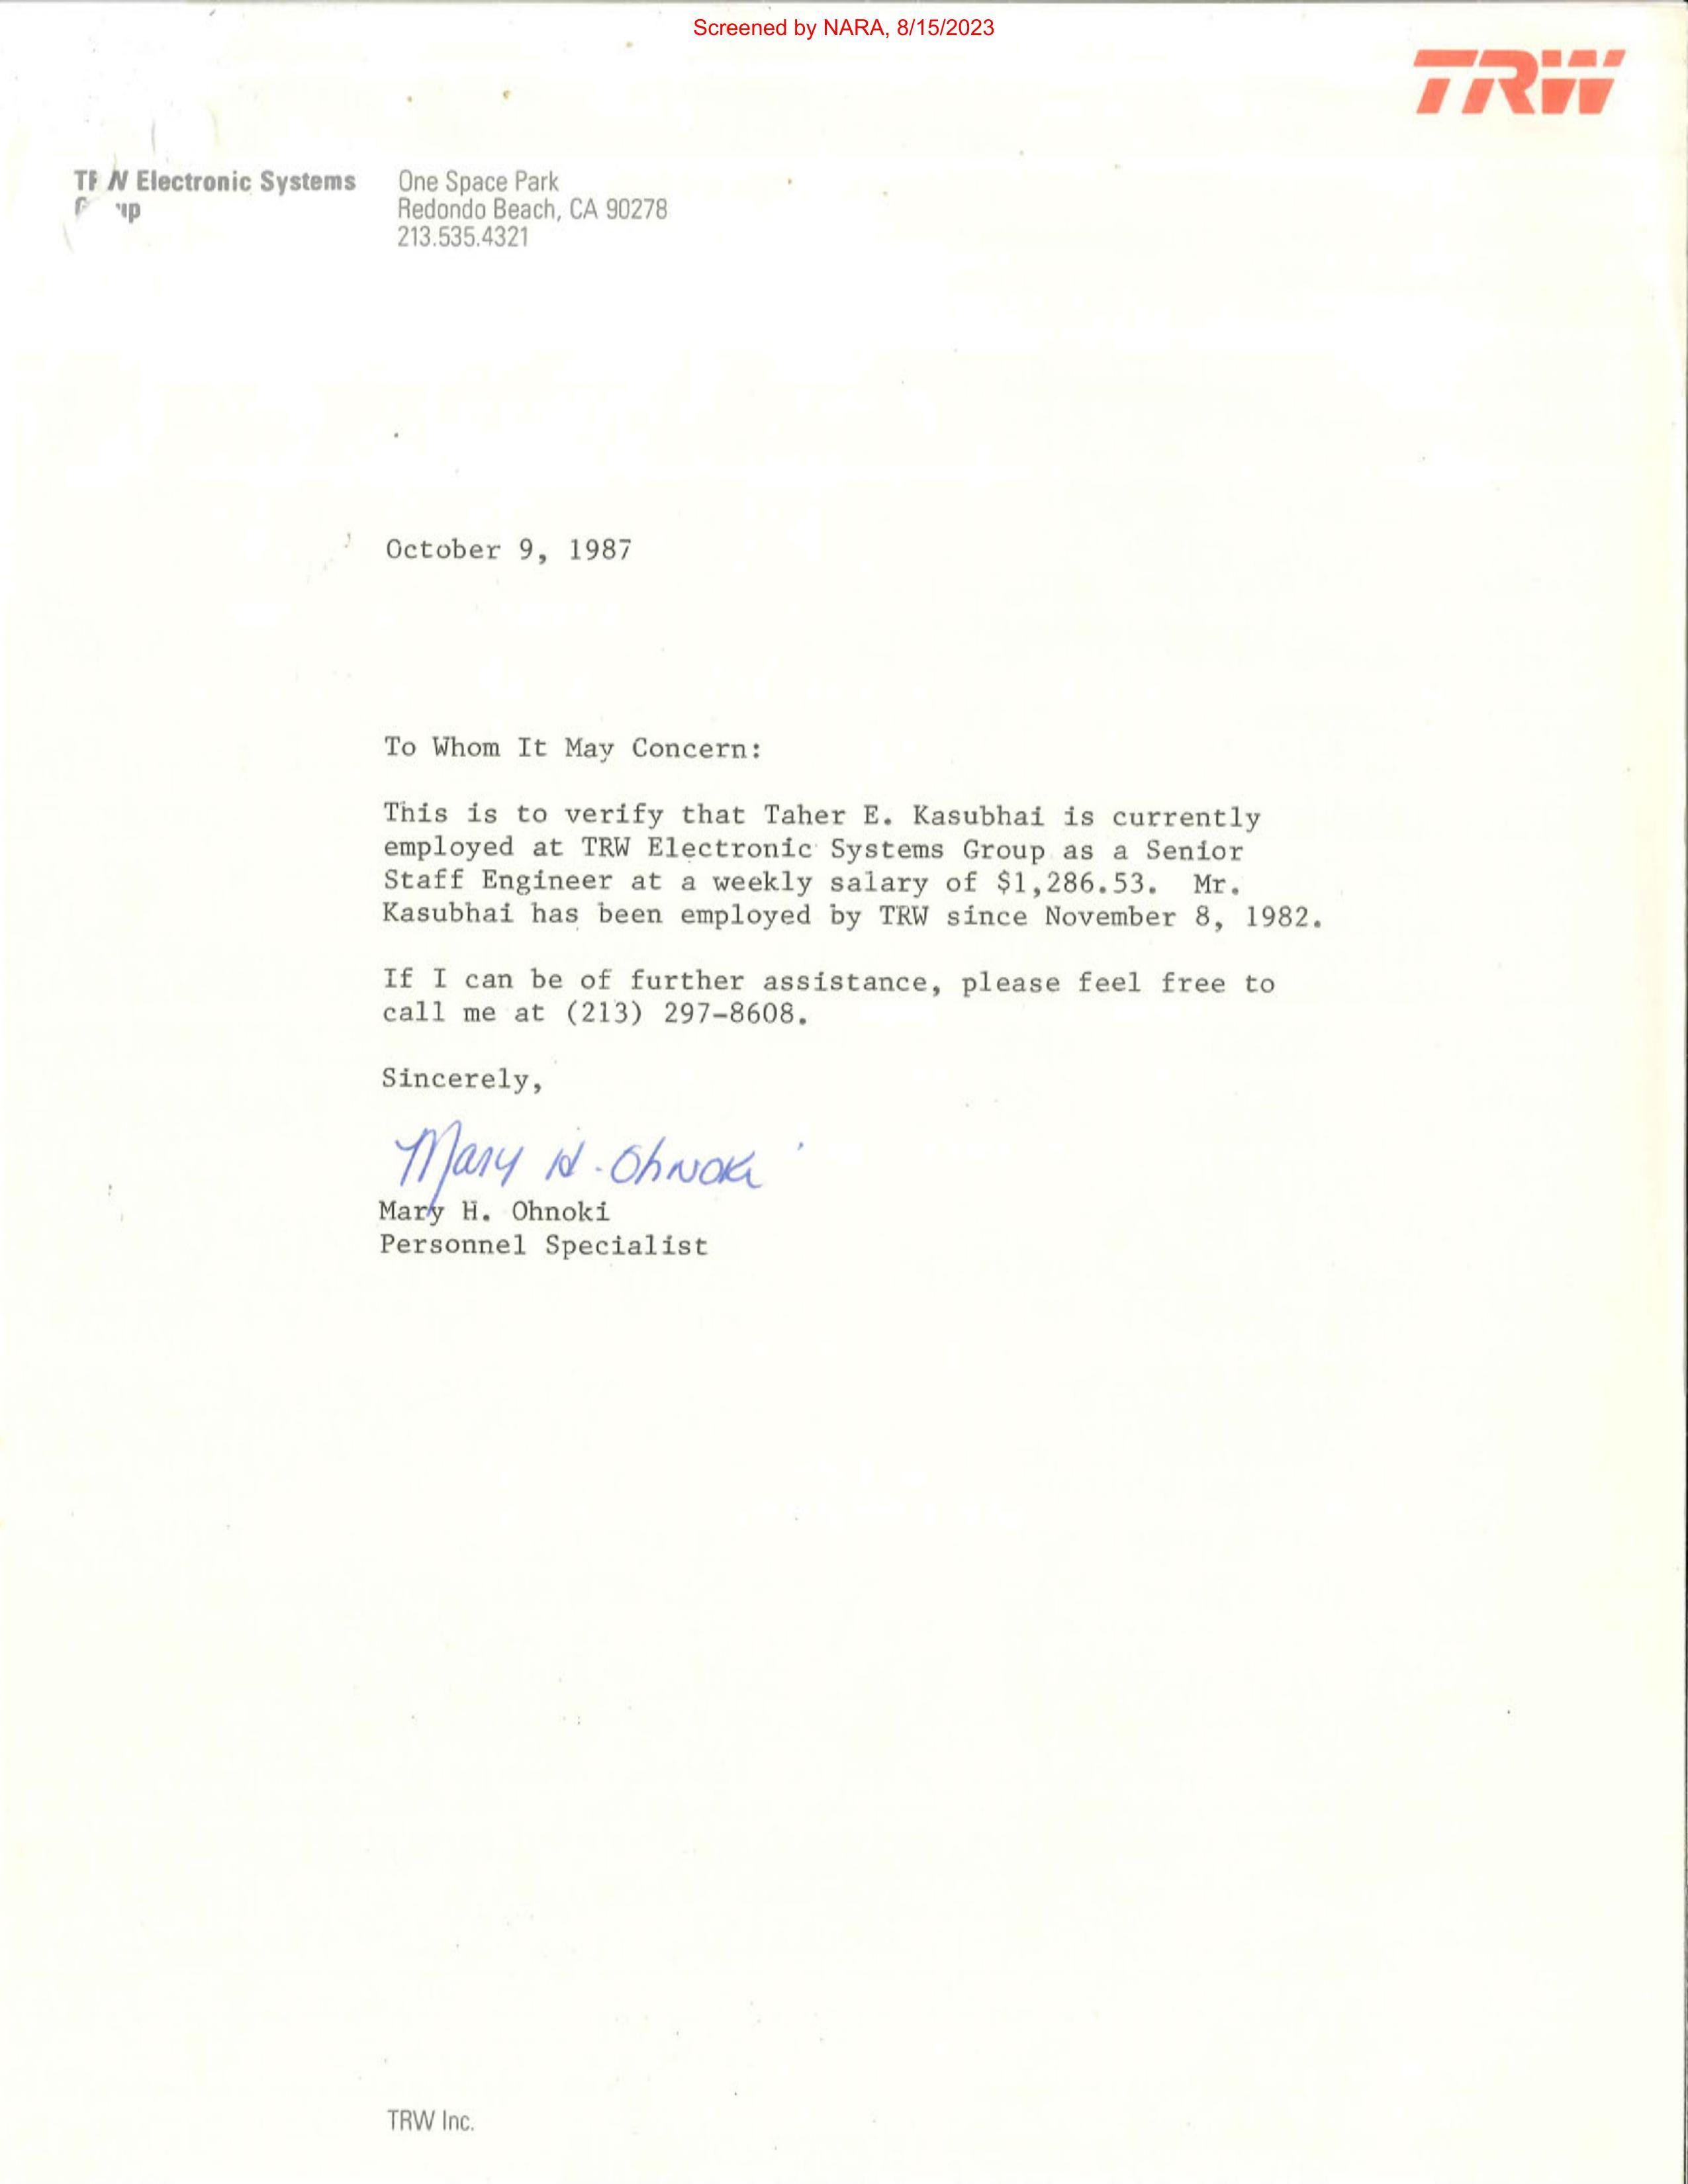 Screened by NARA, 8/15/2023
TRW
TRW Electronic Systems
Group
One Space Park
Redondo Beach, CA 90278
213.535.4321
October 9, 1987
To Whom It May Concern:
This is to verify that Taher E. Kasubhai is currently
employed at TRW Electronic Systems Group as a Senior
Staff Engineer at a weekly salary of $1,286.53. Mr.
Kasubhai has been employed by TRW since November 8, 1982.
If I can be of further assistance, please feel free to
call me at (213) 297-8608.
Sincerely,
Mary H. Ohnoki
Mary H. Ohnoki
Personnel Specialist
TRW Inc.